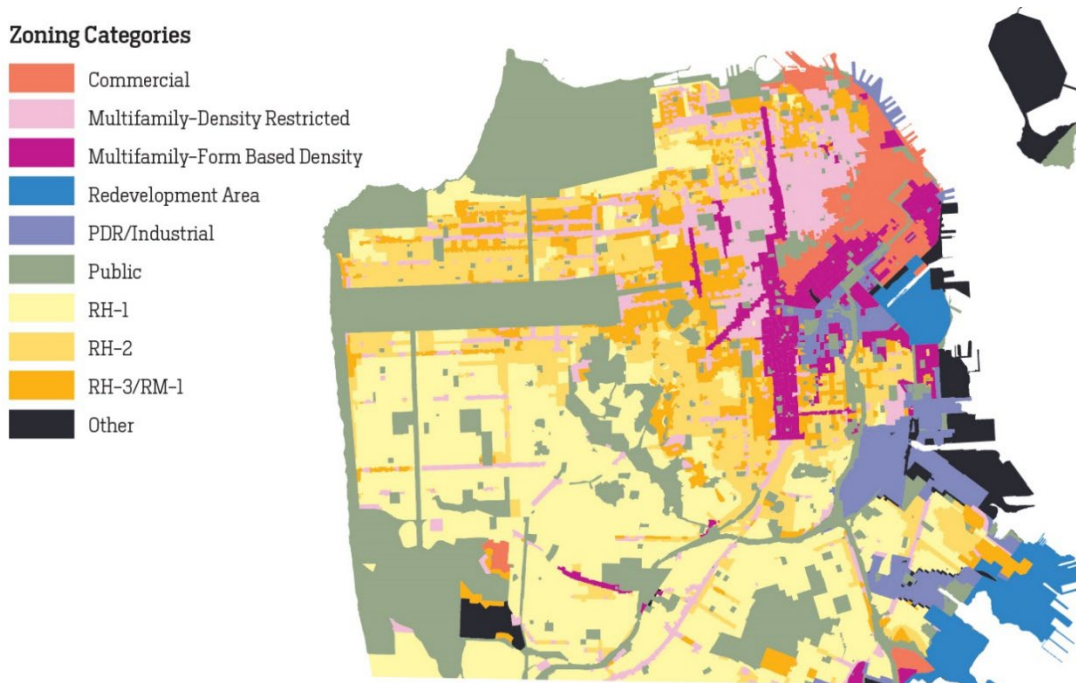 Zoning Categories
Commercial
Multifamily-Density Restricted
Multifamily-Form Based Density
Redevelopment Area
PDR/Industrial
Public
RH-1
RH-2
RH-3/RM-1
Other